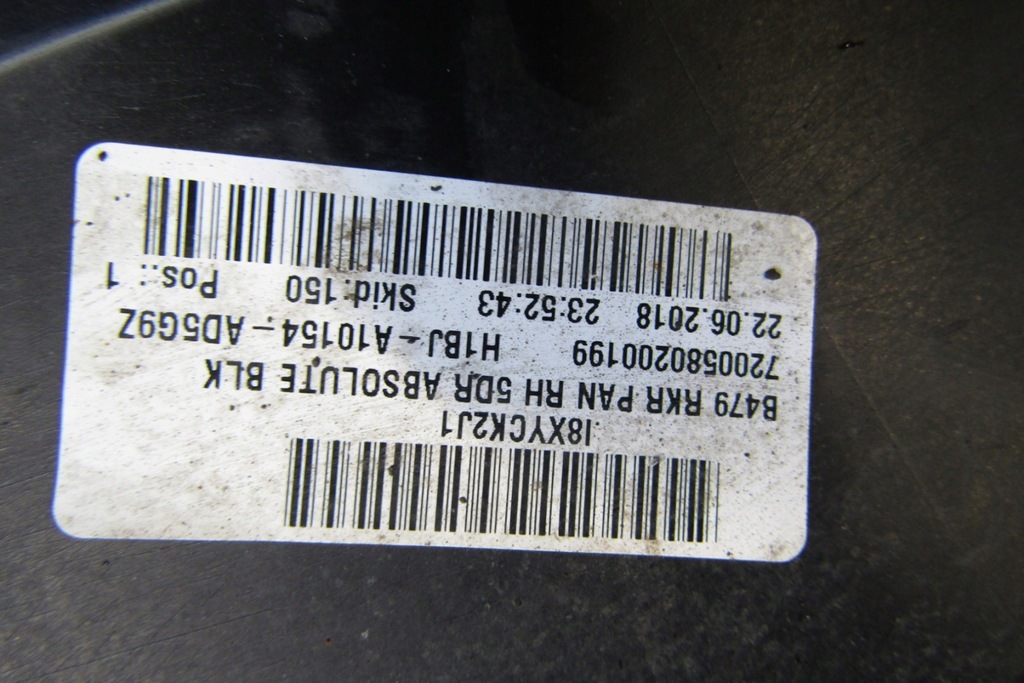 I8XYCK2J1
B479 RKR PAN RH 5DR ABSOLUTE BLK
7200580200199 H1BJ-A10154-AD5G9Z
22.06.2018 23:52:43 Skid:150 Pos.: 1